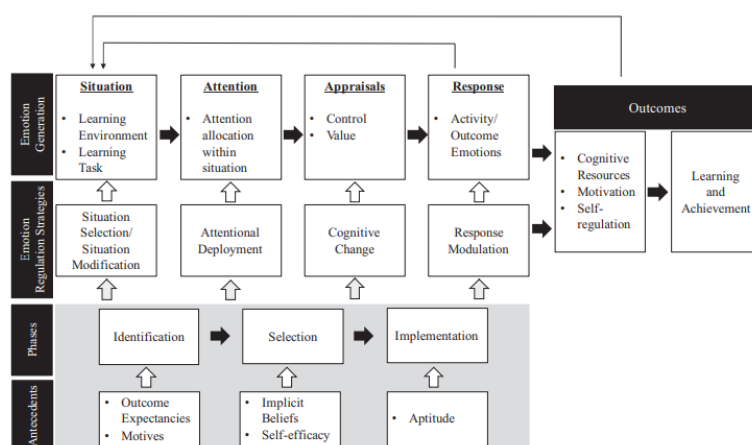 Emotion
Generation
Situation
• Learning
Environment
• Learning
Task
Attention
• Attention
allocation
within
situation
Appraisals
• Control
• Value
Response
• Activity/
Outcome
Emotions
Outcomes
• Cognitive
Resources
• Motivation
• Self-
regulation
Learning
and
Achievement
Emotion
Regulation Strategies
Situation
Selection/
Situation
Modification
Attentional
Deployment
Cognitive
Change
Response
Modulation
Phases
Identification
Selection
Implementation
Antecedents
• Outcome
Expectancies
• Motives
• Implicit
Beliefs
• Self-efficacy
• Aptitude